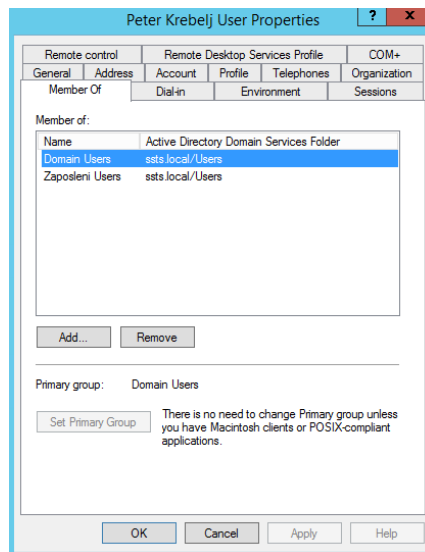 Peter Krebelj User Properties
? x
Remote control Remote Desktop Services Profile COM+
General Address Account Profile Telephones Organization
Member Of Dial-in Environment Sessions
Member of:
Name Active Directory Domain Services Folder
Domain Users ssts.local/Users
Zaposleni Users ssts.local/Users
Add... Remove
Primary group: Domain Users
Set Primary Group
There is no need to change Primary group unless
you have Macintosh clients or POSIX-compliant
applications.
OK Cancel Apply Help